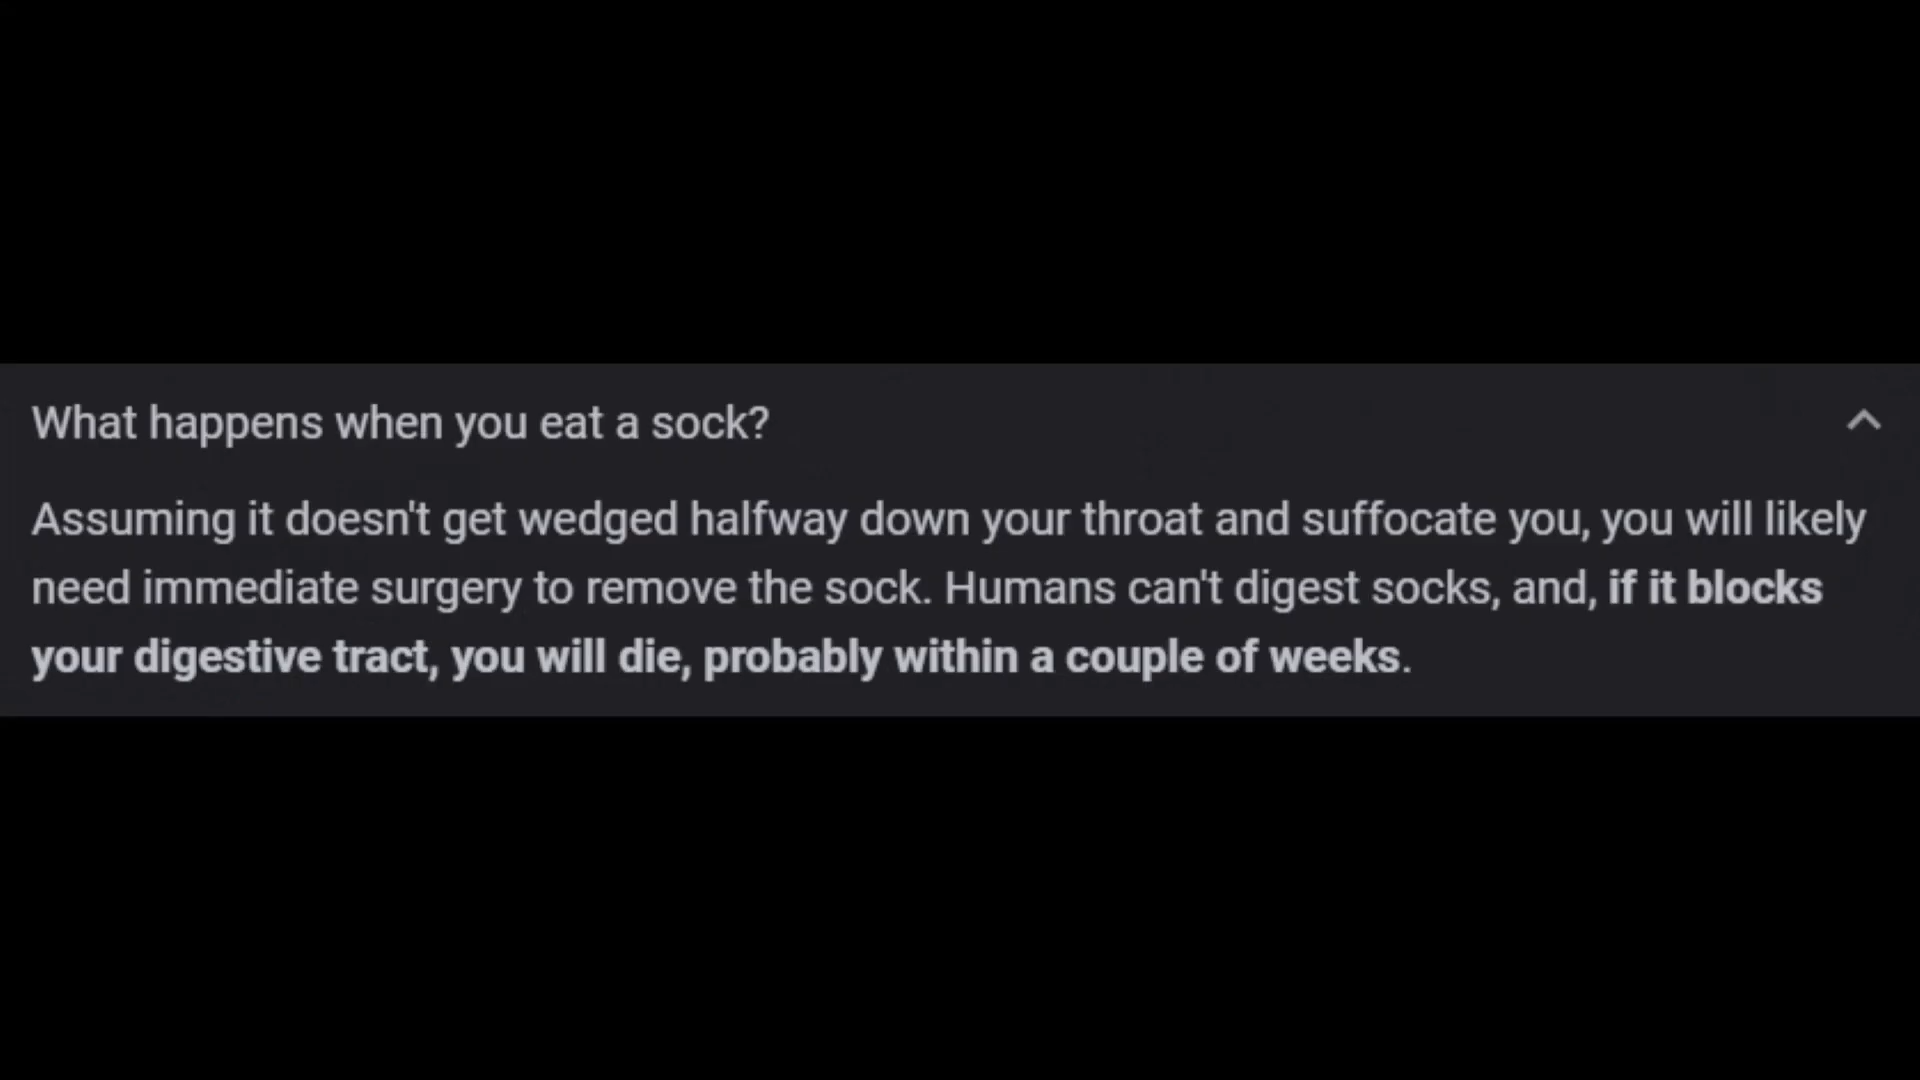 What happens when you eat a sock?
Assuming it doesn't get wedged halfway down your throat and suffocate you, you will likely
need immediate surgery to remove the sock. Humans can't digest socks, and, if it blocks
your digestive tract, you will die, probably within a couple of weeks.